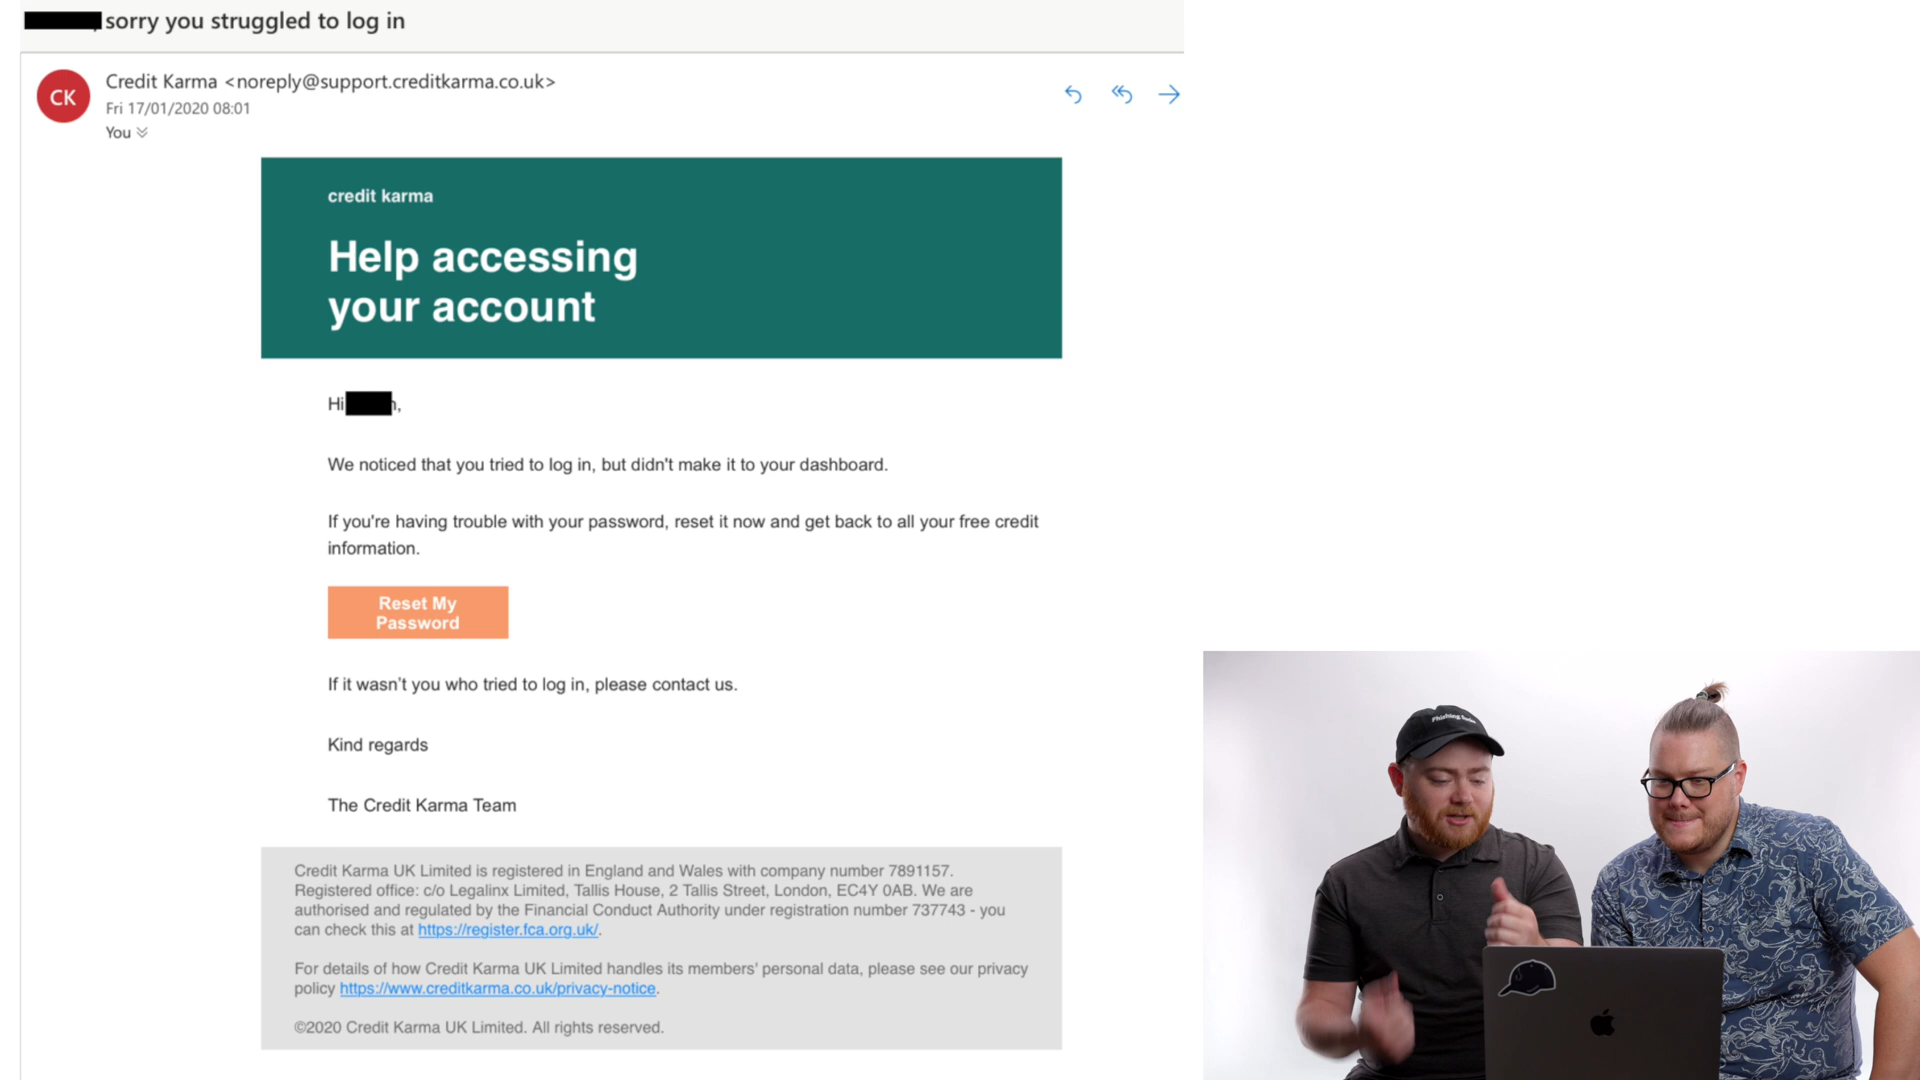 sorry you struggled to log in
CK
Credit Karma <noreply@support.creditkarma.co.uk>
Fri 17/01/2020 08:01
You
credit karma
Help accessing
your account
Hi
We noticed that you tried to log in, but didn't make it to your dashboard.
If you're having trouble with your password, reset it now and get back to all your free credit
information.
Reset My
Password
If it wasn't you who tried to log in, please contact us.
Kind regards
The Credit Karma Team
Credit Karma UK Limited is registered in England and Wales with company number 7891157.
Registered office: c/o Legalinx Limited, Tallis House, 2 Tallis Street, London, EC4Y 0AB. We are
authorised and regulated by the Financial Conduct Authority under registration number 737743 - you
can check this at https://register.fca.org.uk/.
For details of how Credit Karma UK Limited handles its members' personal data, please see our privacy
policy https://www.creditkarma.co.uk/privacy-notice.
©2020 Credit Karma UK Limited. All rights reserved.
Phishing